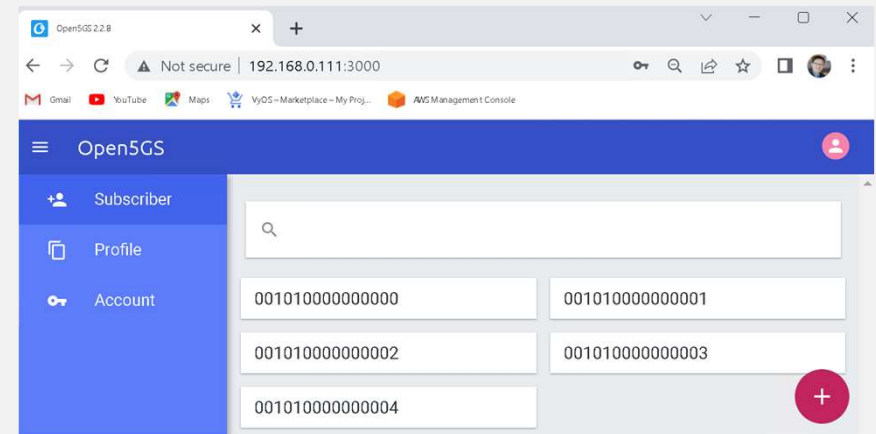 Open5GS 2.2.8
Not secure | 192.168.0.111:3000
Gmail YouTube Maps VyOS – Marketplace – My Proj... AWS Management Console
Open5GS
Subscriber
Profile
Account
001010000000000 001010000000001
001010000000002 001010000000003
001010000000004